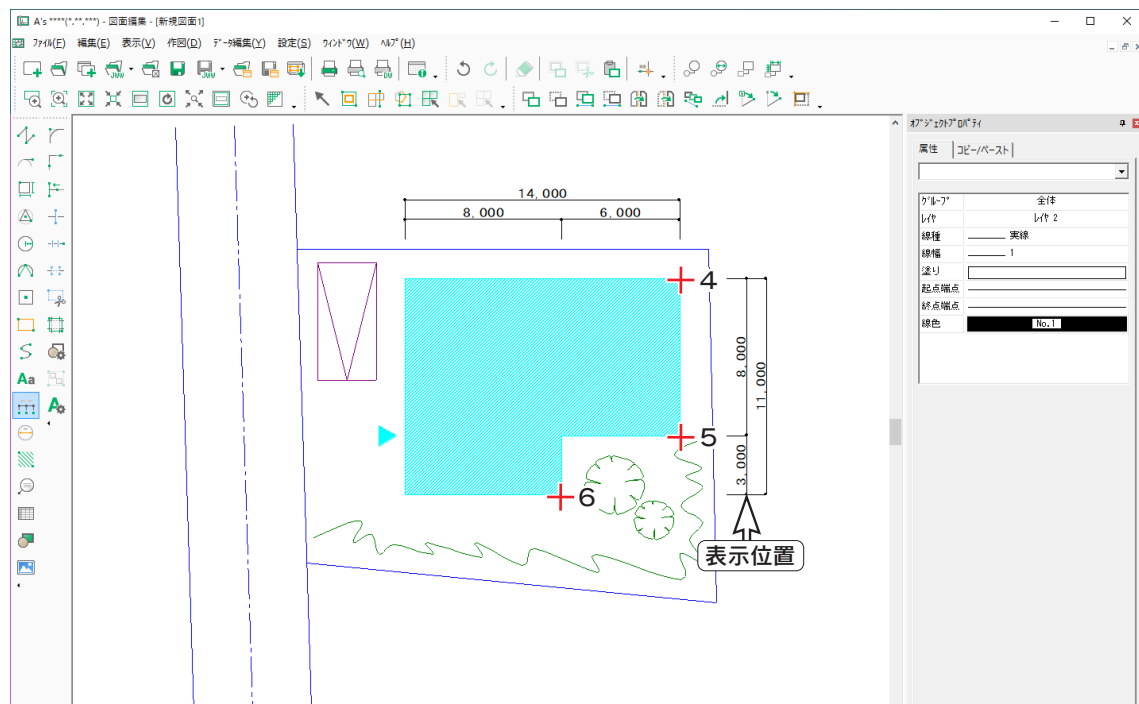 A's ****(*.**.***) - 図面編集 - [新規図面1]
ﾌｧｲﾙ(F) 編集(E) 表示(V) 作図(D) ﾃﾞｰﾀ編集(Y) 設定(S) ｳｨﾝﾄﾞｳ(W) ﾍﾙﾌﾟ(H)
JWW JWW DW
ｵﾌﾞｼﾞｪｸﾄﾌﾟﾛﾊﾟﾃｨ
属性 コピー/ペースト
ｸﾞﾙｰﾌﾟ 全体
ﾚｲﾔ ﾚｲﾔ 2
線種 実線
線幅 1
塗り
起点端点
終点端点
線色 No.1
Aa
A
14,000
8,000 6,000
4
8,000
11,000
5
3,000
6
表示位置